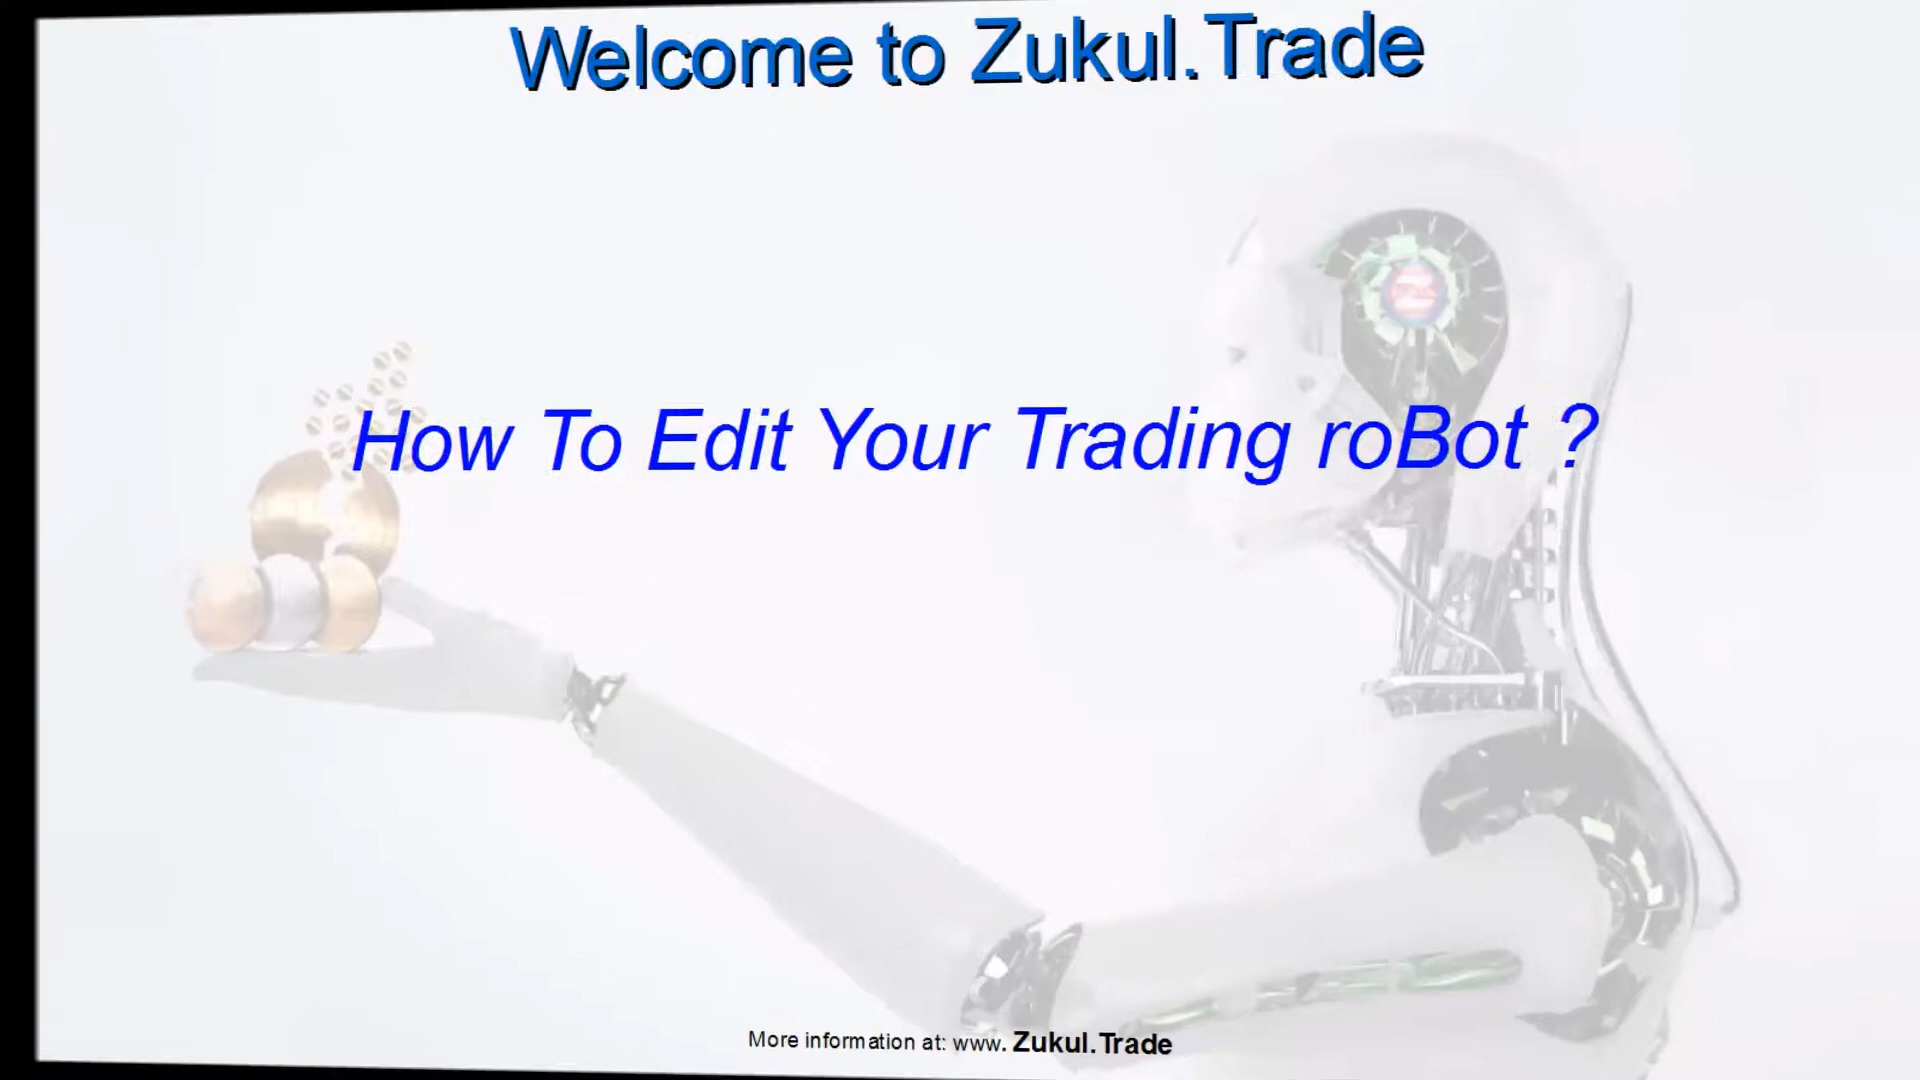 Welcome to Zukul.Trade
How To Edit Your Trading roBot ?
More information at: www. Zukul.Trade